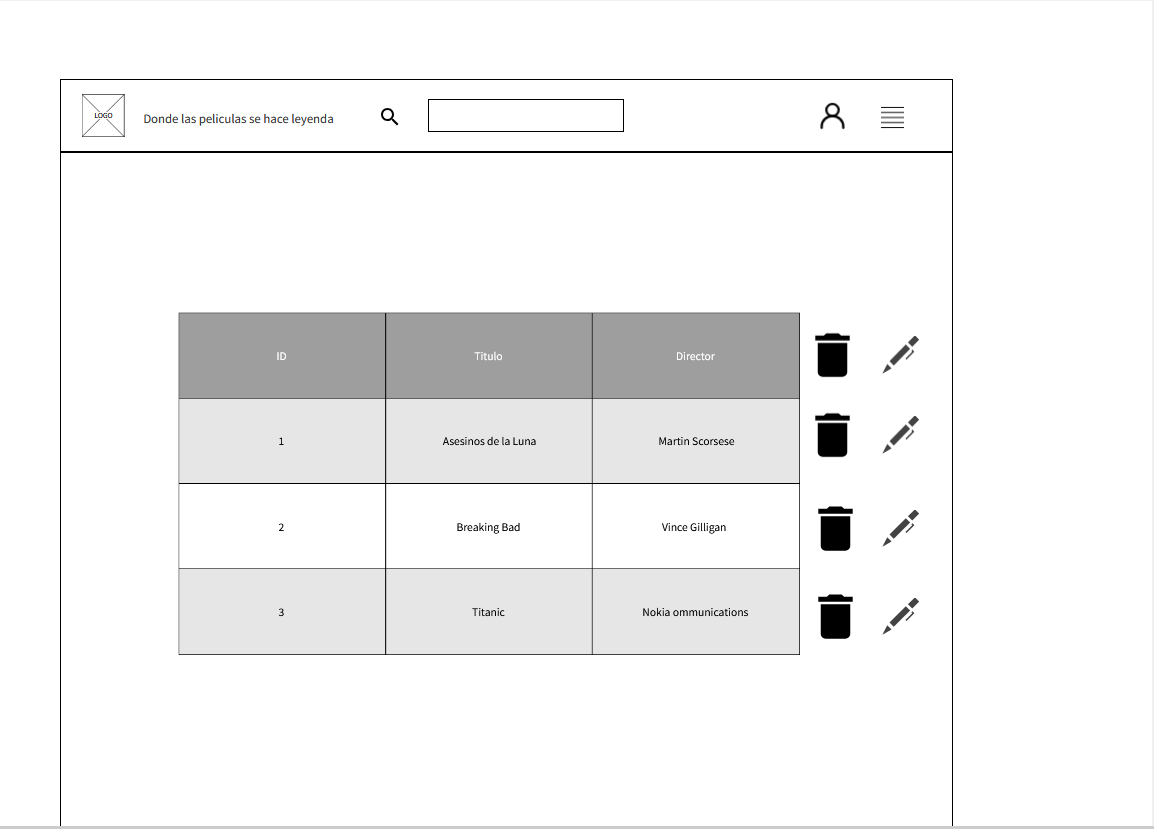 LOGO
Donde las peliculas se hace leyenda
ID Titulo Director
1 Asesinos de la Luna Martin Scorsese
2 Breaking Bad Vince Gilligan
3 Titanic Nokia ommunications